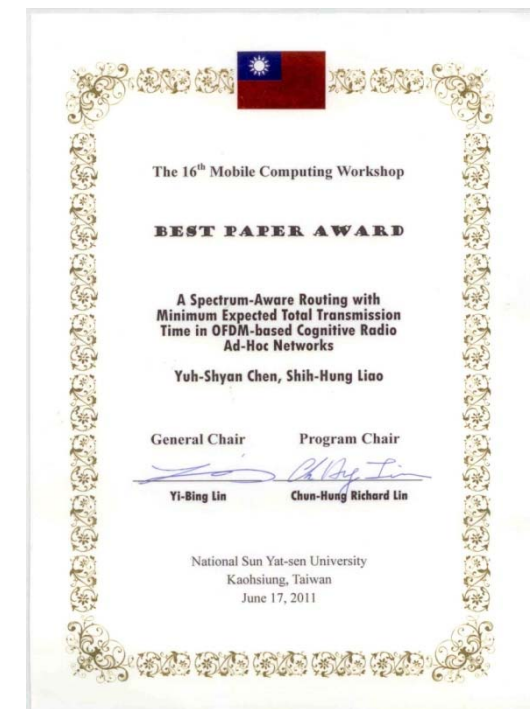 The 16th Mobile Computing Workshop
BEST PAPER AWARD
A Spectrum-Aware Routing with
Minimum Expected Total Transmission
Time in OFDM-based Cognitive Radio
Ad-Hoc Networks
Yuh-Shyan Chen, Shih-Hung Liao
General Chair Program Chair
Yi-Bing Lin Chun-Hung Richard Lin
National Sun Yat-sen University
Kaohsiung, Taiwan
June 17, 2011